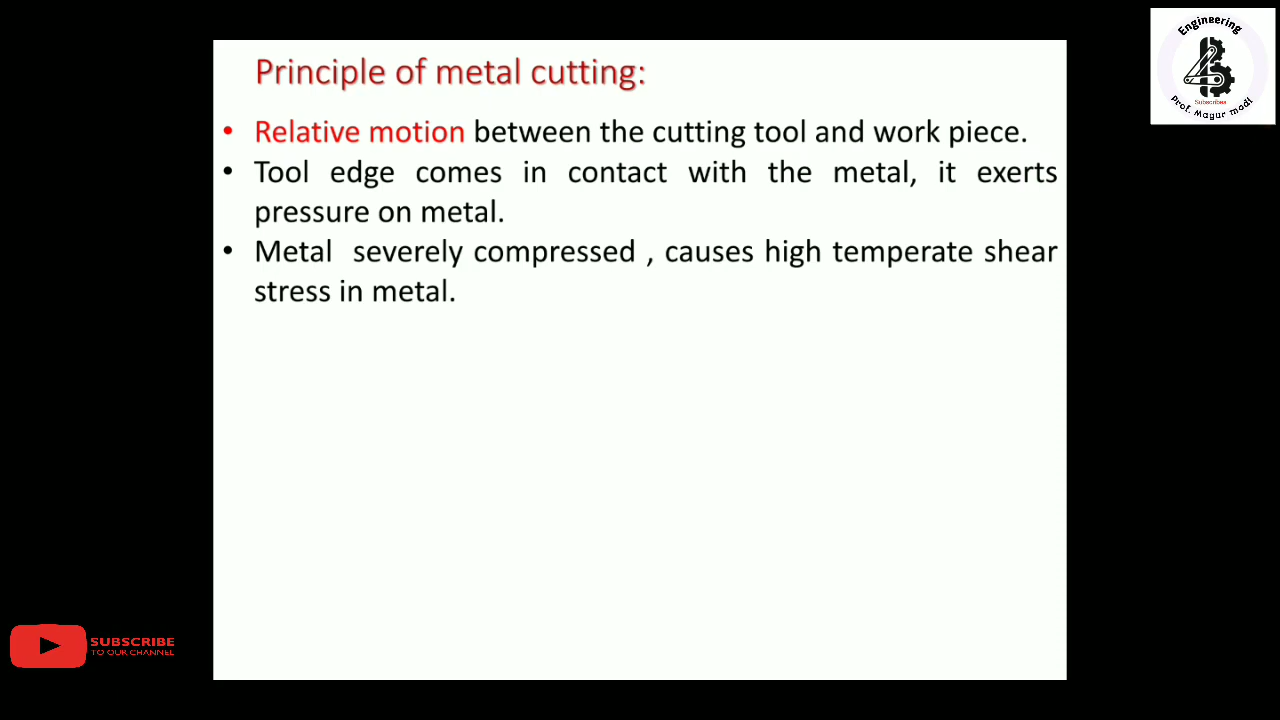 Engineering
Subscribes
Prof. Mayur modi
Principle of metal cutting:
• Relative motion between the cutting tool and work piece.
• Tool edge comes in contact with the metal, it exerts
pressure on metal.
• Metal severely compressed , causes high temperate shear
stress in metal.
SUBSCRIBE
TO OUR CHANNEL